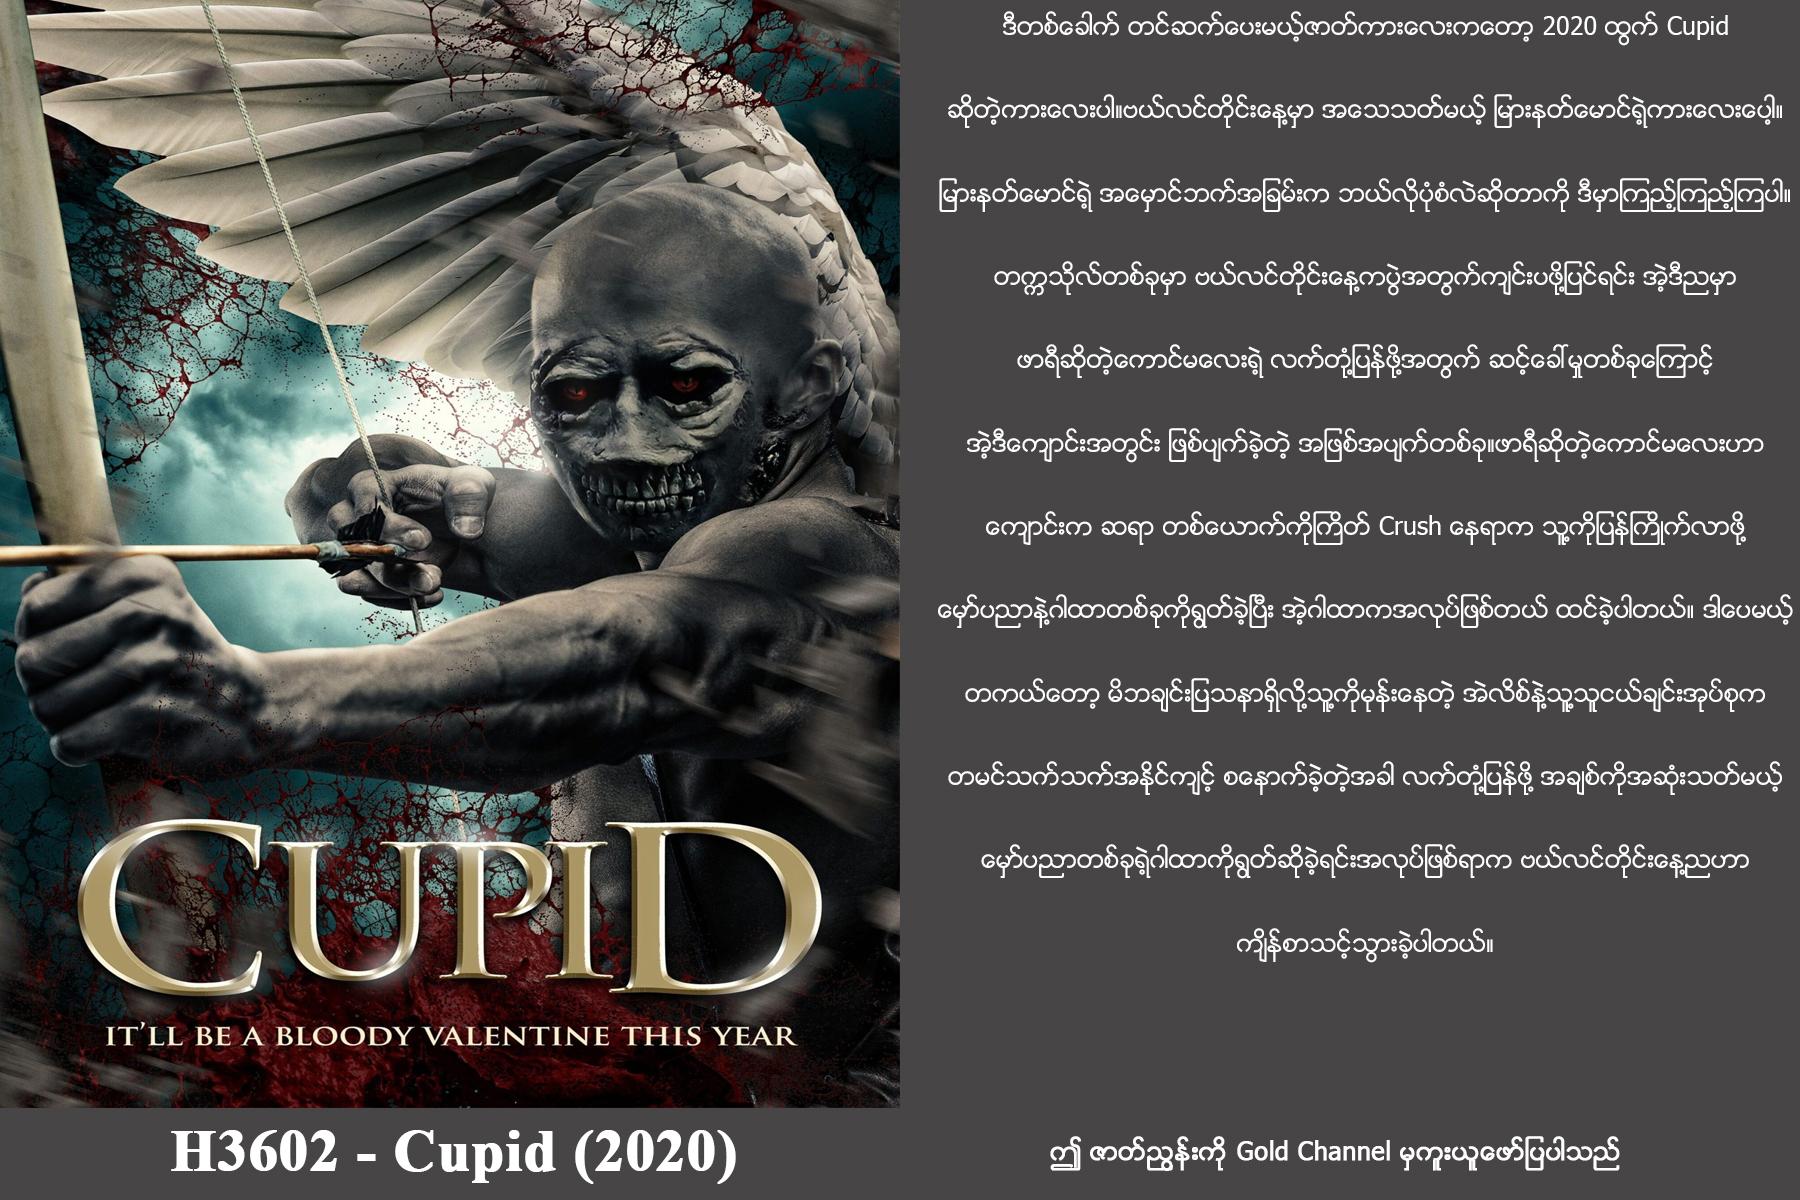 CUPID
IT'LL BE A BLOODY VALENTINE THIS YEAR
H3602 - Cupid (2020)
ဒီတစ်ခေါက် တင်ဆက်ပေးမယ့်ဇာတ်ကားလေးကတော့ 2020 ထွက် Cupid
ဆိုတဲ့ကားလေးပါ။ဗယ်လင်တိုင်းနေ့မှာ အသေသတ်မယ့် မြားနတ်မောင်ရဲ့ကားလေးပေ့ါ။
မြားနတ်မောင်ရဲ့ အမှောင်ဘက်အခြမ်းက ဘယ်လိုပုံစံလဲဆိုတာကို ဒီမှာကြည့်ကြည့်ကြပါ။
တက္ကသိုလ်တစ်ခုမှာ ဗယ်လင်တိုင်းနေ့ကပွဲအတွက်ကျင်းပဖို့ပြင်ရင်း အဲ့ဒီညမှာ
ဖာရီဆိုတဲ့ကောင်မလေးရဲ့ လက်တုံ့ပြန်ဖို့အတွက် ဆင့်ခေါ်မှုတစ်ခုကြောင့်
အဲ့ဒီကျောင်းအတွင်း ဖြစ်ပျက်ခဲ့တဲ့ အဖြစ်အပျက်တစ်ခု။ဖာရီဆိုတဲ့ကောင်မလေးဟာ
ကျောင်းက ဆရာ တစ်ယောက်ကိုကြိတ် Crush နေရာက သူ့ကိုပြန်ကြိုက်လာဖို့
မှော်ပညာနဲ့ဂါထာတစ်ခုကိုရွတ်ခဲ့ပြီး အဲ့ဂါထာကအလုပ်ဖြစ်တယ် ထင်ခဲ့ပါတယ်။ ဒါပေမယ့်
တကယ်တော့ မိဘချင်းပြသနာရှိလို့သူ့ကိုမုန်းနေတဲ့ အဲလိစ်နဲ့သူ့သူငယ်ချင်းအုပ်စုက
တမင်သက်သက်အနိုင်ကျင့် စနောက်ခဲ့တဲ့အခါ လက်တုံ့ပြန်ဖို့ အချစ်ကိုအဆုံးသတ်မယ့်
မှော်ပညာတစ်ခုရဲ့ဂါထာကိုရွတ်ဆိုခဲ့ရင်းအလုပ်ဖြစ်ရာက ဗယ်လင်တိုင်းနေ့ညဟာ
ကျိန်စာသင့်သွားခဲ့ပါတယ်။
ဤ ဇာတ်ညွန်းကို Gold Channel မှကူးယူဖော်ပြပါသည်